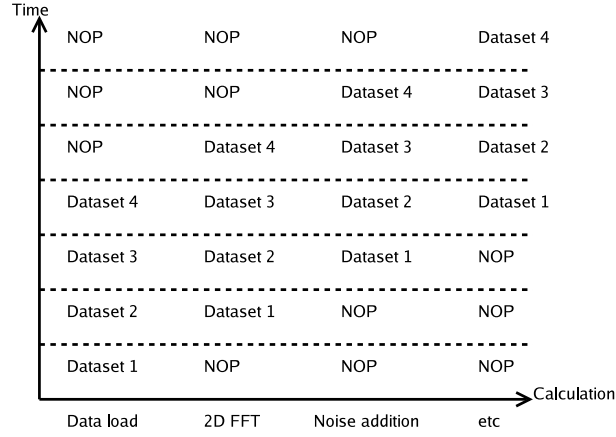 Time
NOP NOP NOP Dataset 4
NOP NOP Dataset 4 Dataset 3
NOP Dataset 4 Dataset 3 Dataset 2
Dataset 4 Dataset 3 Dataset 2 Dataset 1
Dataset 3 Dataset 2 Dataset 1 NOP
Dataset 2 Dataset 1 NOP NOP
Dataset 1 NOP NOP NOP
Calculation
Data load 2D FFT Noise addition etc